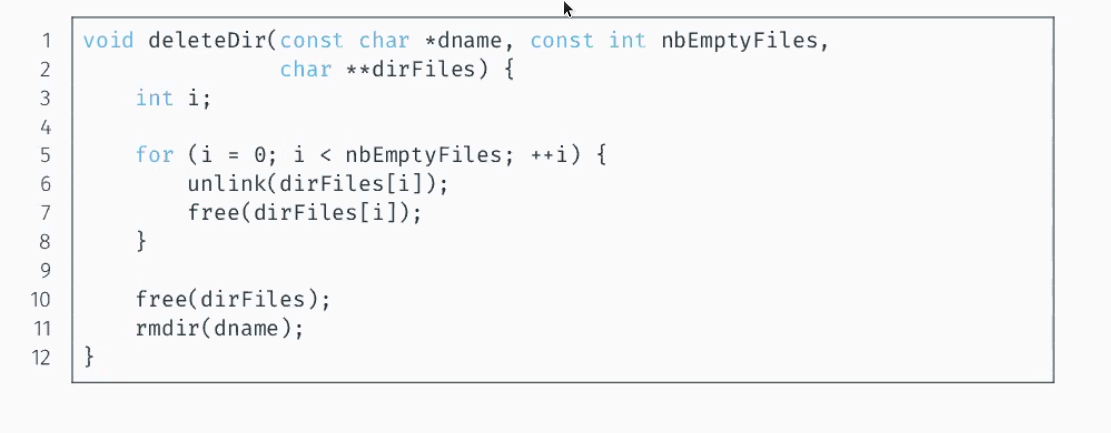 1 void deleteDir(const char *dname, const int nbEmptyFiles,
2                char **dirFiles) {
3     int i;
4
5     for (i = 0; i < nbEmptyFiles; ++i) {
6         unlink(dirFiles[i]);
7         free(dirFiles[i]);
8     }
9
10     free(dirFiles);
11     rmdir(dname);
12 }